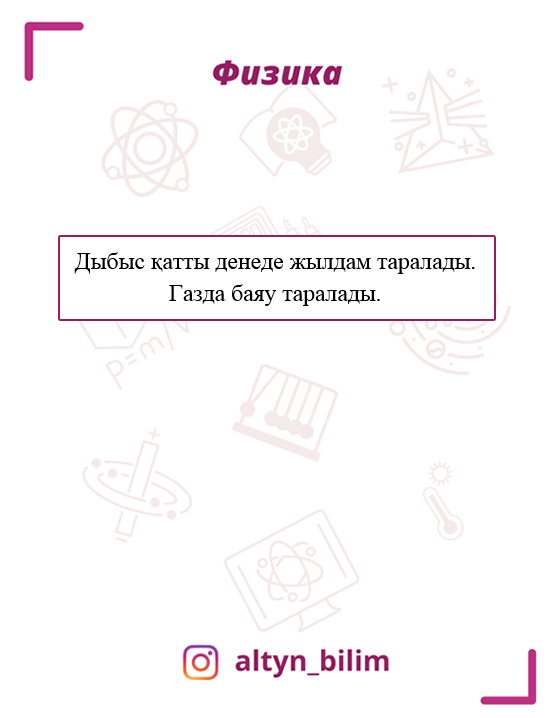 Физика
Дыбыс қатты денеде жылдам таралады.
Газда баяу таралады.
P=m/V
altyn_bilim